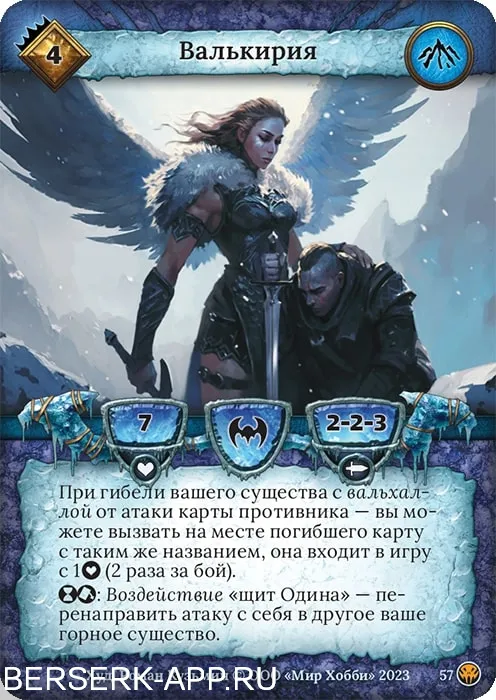 4
Валькирия
7
2-2-3
При гибели вашего существа с вальхал-
лой от атаки карты противника — вы мо-
жете вызвать на месте погибшего карту
с таким же названием, она входит в игру
с 1 (2 раза за бой).
: Воздействие «щит Одина» — пе-
ренаправить атаку с себя в другое ваше
горное существо.
© ООО «Мир Хобби» 2023
57
BERSERK-APP.RU